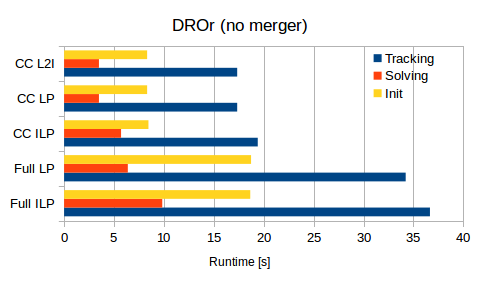 DROr (no merger)
CC L2I
CC LP
CC ILP
Full LP
Full ILP
Tracking
Solving
Init
0 5 10 15 20 25 30 35 40
Runtime [s]